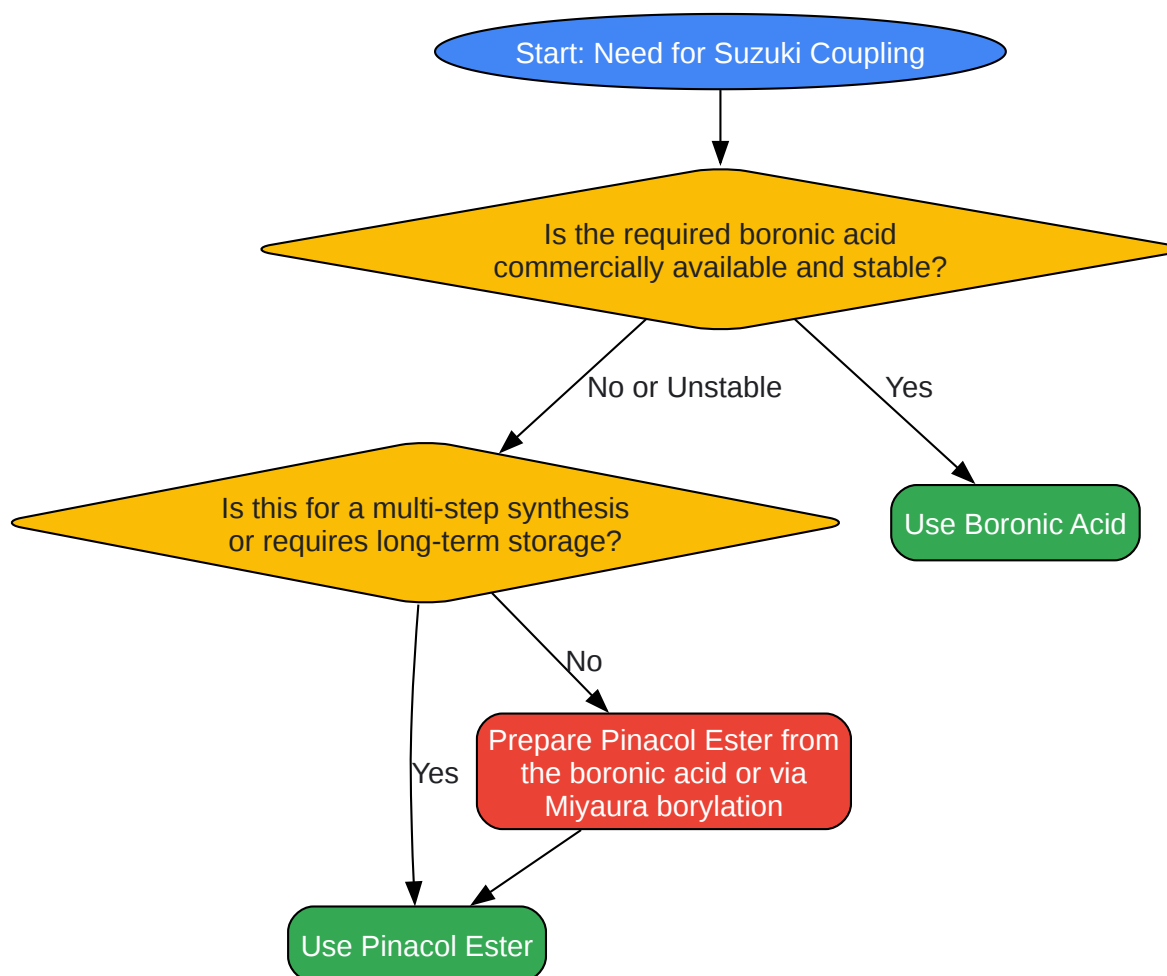 Start: Need for Suzuki Coupling
Is the required boronic acid
commercially available and stable?
No or Unstable
Yes
Is this for a multi-step synthesis
or requires long-term storage?
Use Boronic Acid
No
Prepare Pinacol Ester from
the boronic acid or via
Miyaura borylation
Yes
Use Pinacol Ester